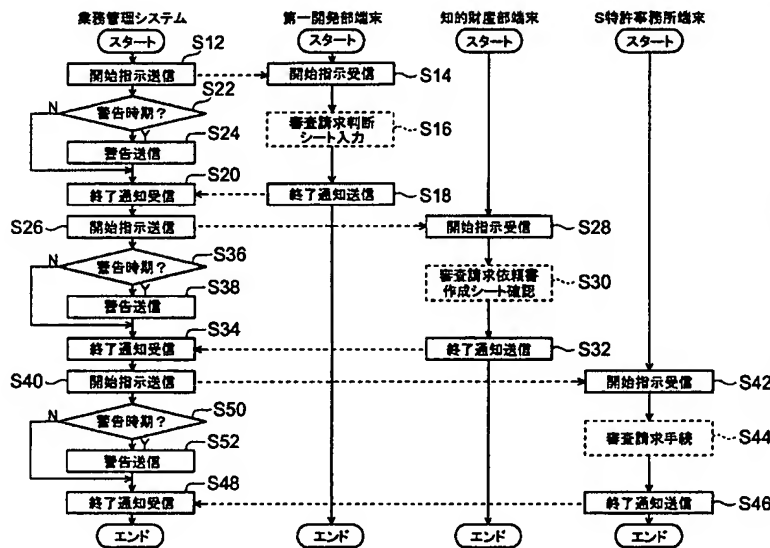 業務管理システム
第一開発部端末
知的財産部端末
S特許事務所端末
スタート
スタート
スタート
スタート
S12
開始指示送信
開始指示受信
S14
S22
N
警告時期？
Y
S24
警告送信
審査請求判断
シート入力
S16
S20
終了通知受信
終了通知送信
S18
S26
開始指示送信
開始指示受信
S28
S36
N
警告時期？
Y
S38
警告送信
審査請求依頼書
作成シート確認
S30
S34
終了通知受信
終了通知送信
S32
S40
開始指示送信
開始指示受信
S42
S50
N
警告時期？
Y
S52
警告送信
審査請求手続
S44
S48
終了通知受信
終了通知送信
S46
エンド
エンド
エンド
エンド